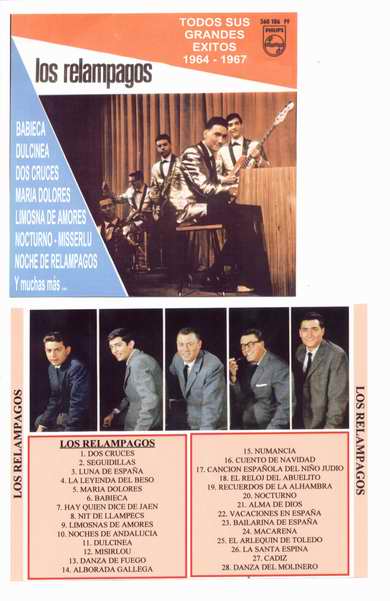 TODOS SUS
GRANDES
EXITOS
1964 - 1967
360 186 PF
PHILIPS
los relampagos
BABIECA
DULCINEA
DOS CRUCES
MARIA DOLORES
LIMOSNA DE AMORES
NOCTURNO - MISSERLU
NOCHE DE RELAMPAGOS
Y muchas más ...
LOS RELAMPAGOS
LOS RELAMPAGOS
1. DOS CRUCES
2. SEGUIDILLAS
3. LUNA DE ESPAÑA
4. LA LEYENDA DEL BESO
5. MARIA DOLORES
6. BABIECA
7. HAY QUIEN DICE DE JAEN
8. NIT DE LLAMPECS
9. LIMOSNAS DE AMORES
10. NOCHES DE ANDALUCIA
11. DULCINEA
12. MISIRLOU
13. DANZA DE FUEGO
14. ALBORADA GALLEGA
15. NUMANCIA
16. CUENTO DE NAVIDAD
17. CANCION ESPAÑOLA DEL NIÑO JUDIO
18. EL RELOJ DEL ABUELITO
19. RECUERDOS DE LA ALHAMBRA
20. NOCTURNO
21. ALMA DE DIOS
22. VACACIONES EN ESPAÑA
23. BAILARINA DE ESPAÑA
24. MACARENA
25. EL ARLEQUIN DE TOLEDO
26. LA SANTA ESPINA
27. CADIZ
28. DANZA DEL MOLINERO
LOS RELAMPAGOS